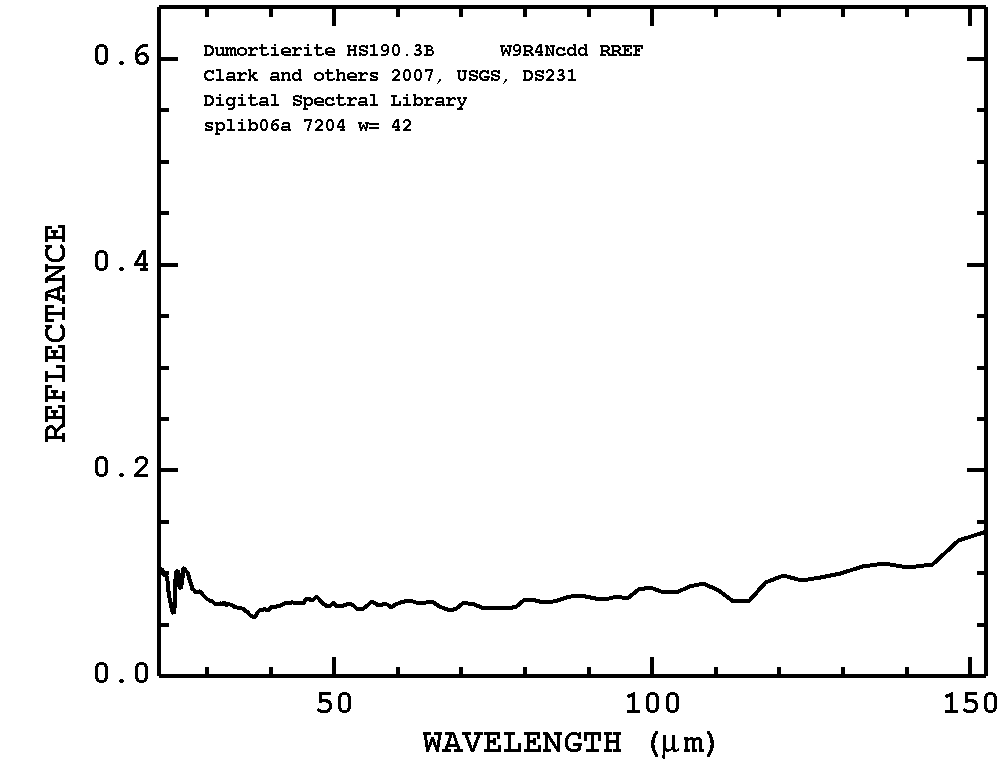 0.6
Dumortierite HS190.3B W9R4Ncdd RREF
Clark and others 2007, USGS, DS231
Digital Spectral Library
splib06a 7204 w= 42
0.4
REFLECTANCE
0.2
0.0
50 100 150
WAVELENGTH (μm)